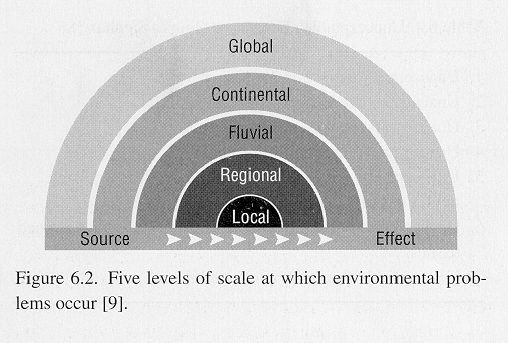 Global
Continental
Fluvial
Regional
Local
Source Effect
Figure 6.2. Five levels of scale at which environmental prob-
lems occur [9].